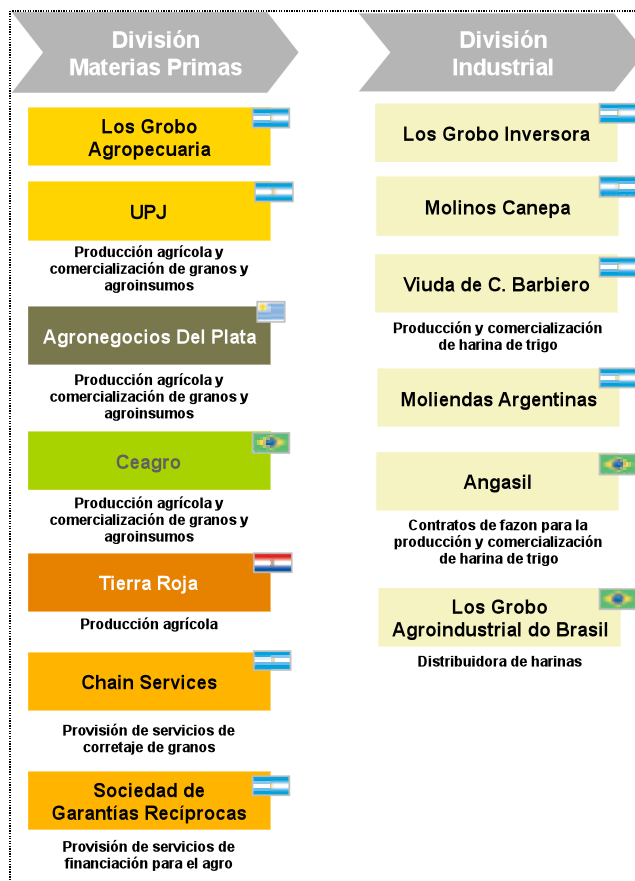 División
Materias Primas
Los Grobo
Agropecuaria
UPJ
Producción agrícola y
comercialización de granos y
agroinsumos
Agronegocios Del Plata
Producción agrícola y
comercialización de granos y
agroinsumos
Ceagro
Producción agrícola y
comercialización de granos y
agroinsumos
Tierra Roja
Producción agrícola
Chain Services
Provisión de servicios de
corretaje de granos
Sociedad de
Garantías Recíprocas
Provisión de servicios de
financiación para el agro
División
Industrial
Los Grobo Inversora
Molinos Canepa
Viuda de C. Barbiero
Producción y comercialización
de harina de trigo
Moliendas Argentinas
Angasil
Contratos de fazon para la
producción y comercialización
de harina de trigo
Los Grobo
Agroindustrial do Brasil
Distribuidora de harinas